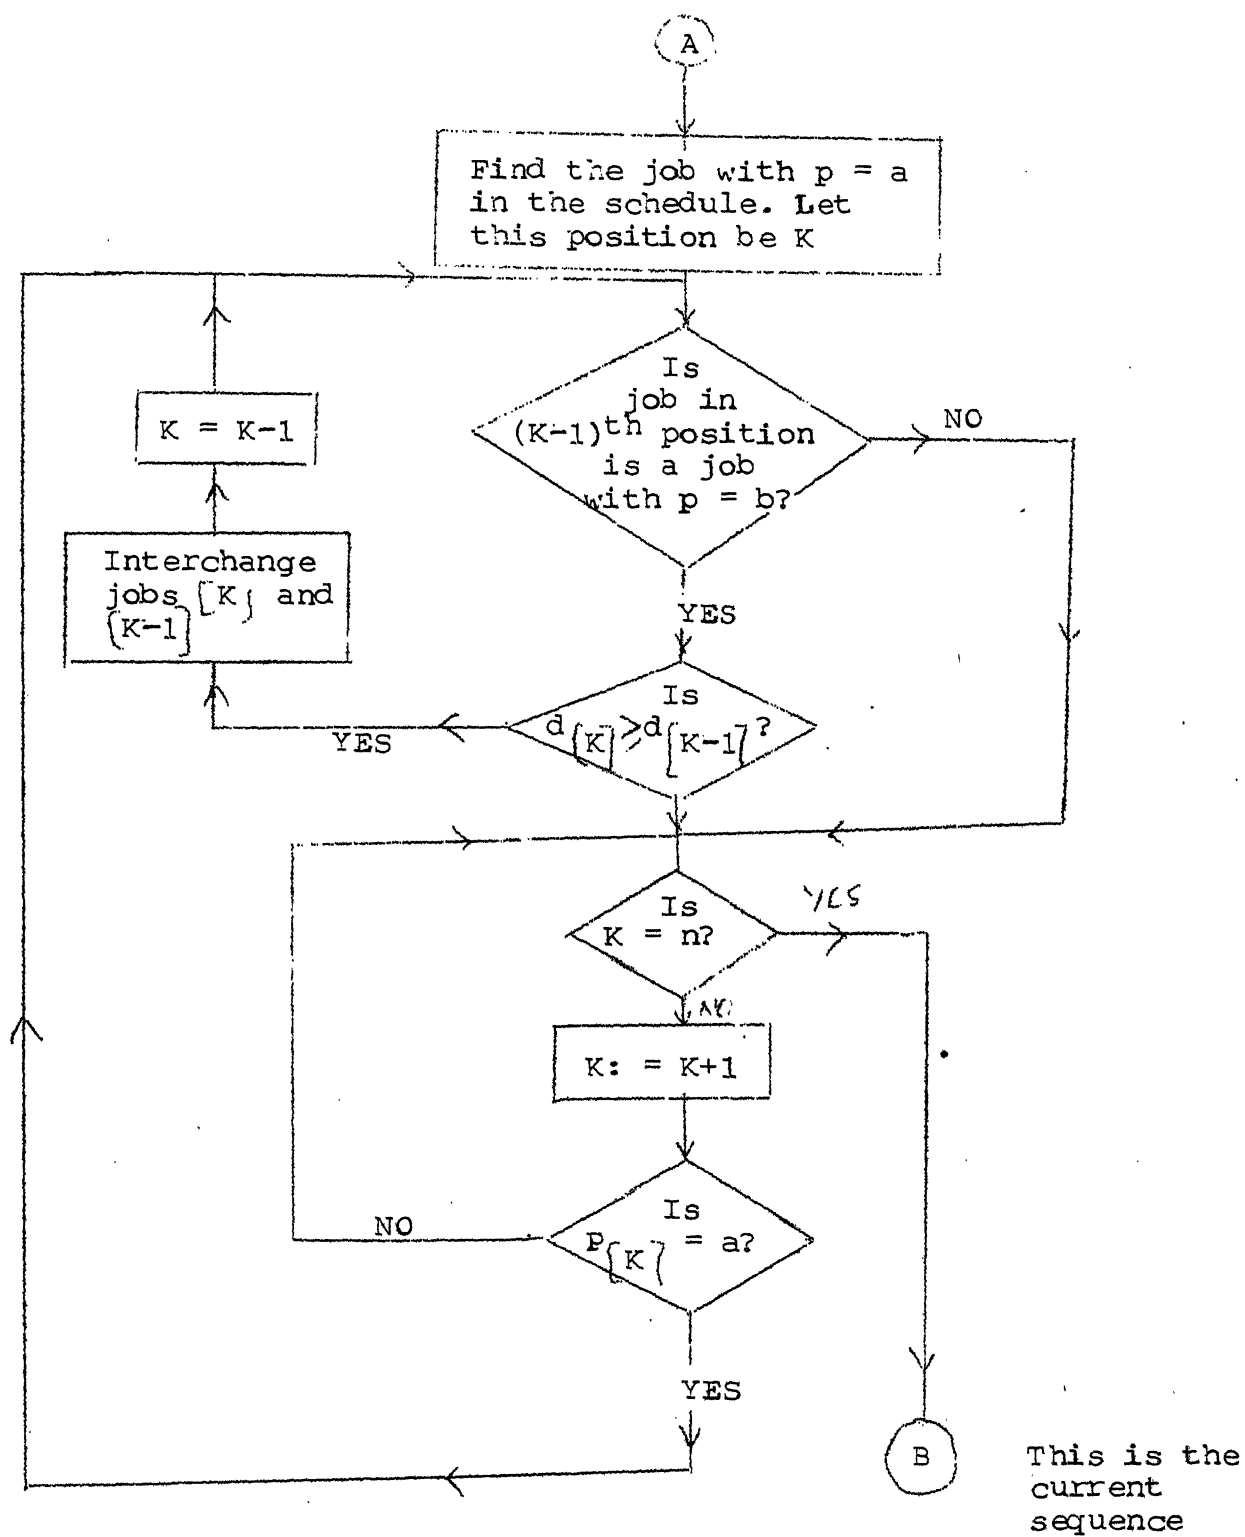 A
Find the job with p = a
in the schedule. Let
this position be K
Is
job in
(K-1)th position
is a job
with p = b?
NO
K = K-1
Interchange
jobs [K] and
[K-1]
YES
Is
d[K] ≥ d[K-1] ?
YES
Is
K = n?
YES
NO
K: = K+1
Is
P[K] = a?
NO
YES
B
This is the
current
sequence